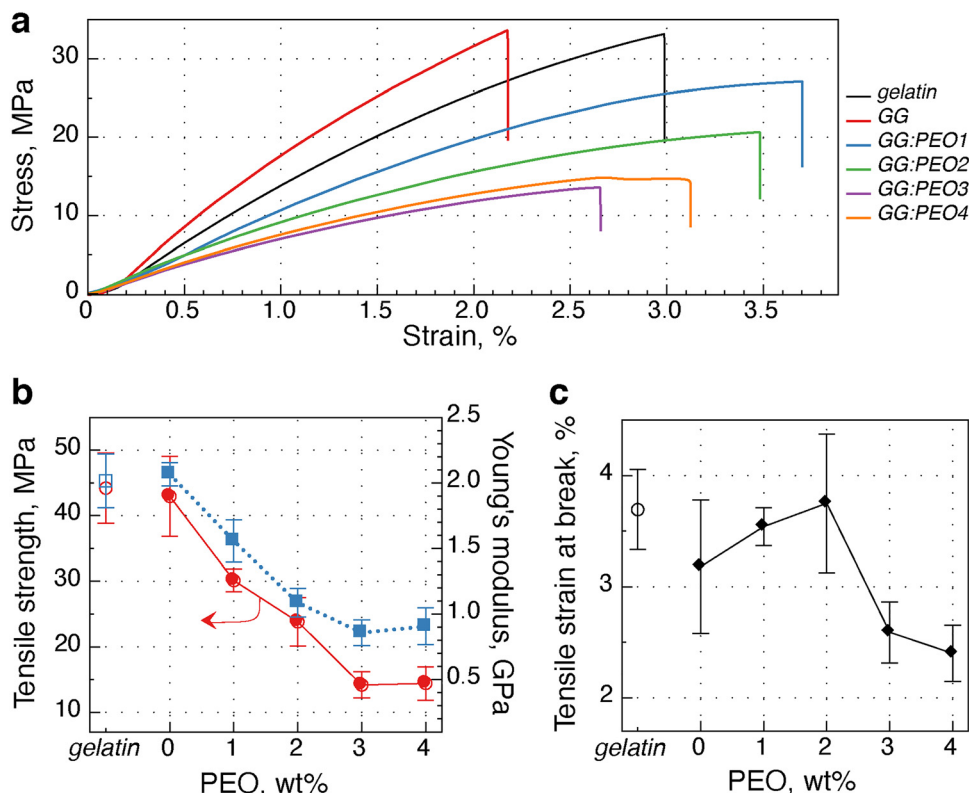 a
Stress, MPa
30
20
10
0
0
0.5
1.0
1.5
2.0
2.5
3.0
3.5
Strain, %
gelatin
GG
GG:PEO1
GG:PEO2
GG:PEO3
GG:PEO4
b
Tensile strength, MPa
50
40
30
20
10
2.5
2.0
1.5
1.0
0.5
Young's modulus, GPa
gelatin
0
1
2
3
4
PEO, wt%
c
Tensile strain at break, %
4
3
2
gelatin
0
1
2
3
4
PEO, wt%